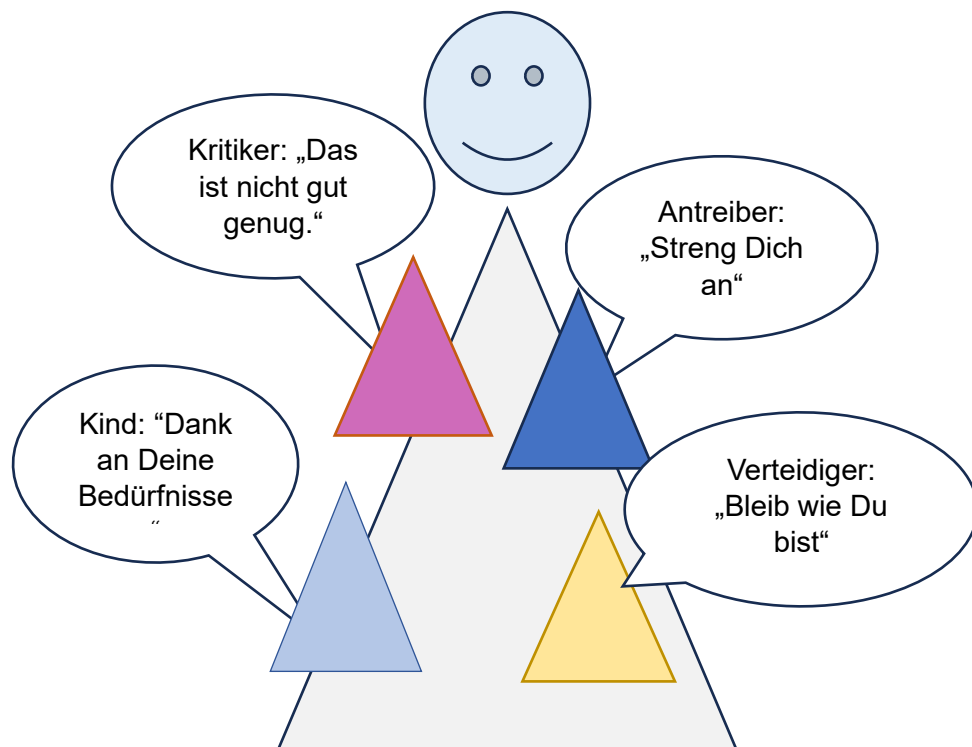 Kritiker: „Das
ist nicht gut
genug.“
Antreiber:
„Streng Dich
an“
Kind: “Dank
an Deine
Bedürfnisse
“
Verteidiger:
„Bleib wie Du
bist“